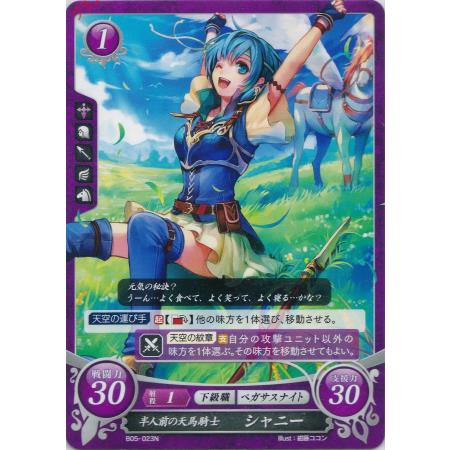 1
元気の秘訣?
うーん…よく食べて、よく笑って、よく寝る…かな?
天空の運び手 起 他の味方を1体選び、移動させる。
天空の紋章 攻 自分の攻撃ユニット以外の
味方を1体選ぶ。その味方を移動させてもよい。
戦闘力
30
射程 1 下級職 ペガサスナイト
支援力
30
半人前の天馬騎士 シャニー
B05-023N
Illust: